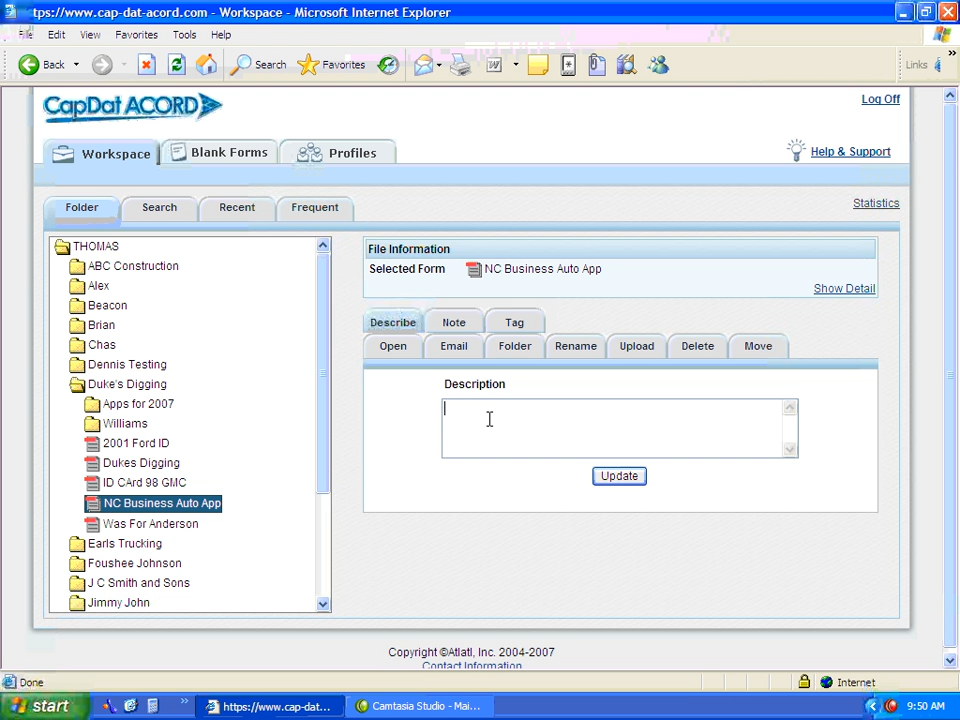 tps://www.cap-dat-acord.com - Workspace - Microsoft Internet Explorer
File Edit View Favorites Tools Help
Back Search Favorites Links
CapDat ACORD Log Off
Workspace Blank Forms Profiles Help & Support
Folder Search Recent Frequent Statistics
THOMAS
ABC Construction
Alex
Beacon
Brian
Chas
Dennis Testing
Duke's Digging
Apps for 2007
Williams
2001 Ford ID
Dukes Digging
ID CArd 98 GMC
NC Business Auto App
Was For Anderson
Earls Trucking
Foushee Johnson
J C Smith and Sons
Jimmy John
File Information
Selected Form NC Business Auto App
Show Detail
Describe Note Tag
Open Email Folder Rename Upload Delete Move
Description
Update
Copyright ©Atlatl, Inc. 2004-2007
Contact Information
Done Internet
start https://www.cap-dat... Camtasia Studio - Mai... 9:50 AM